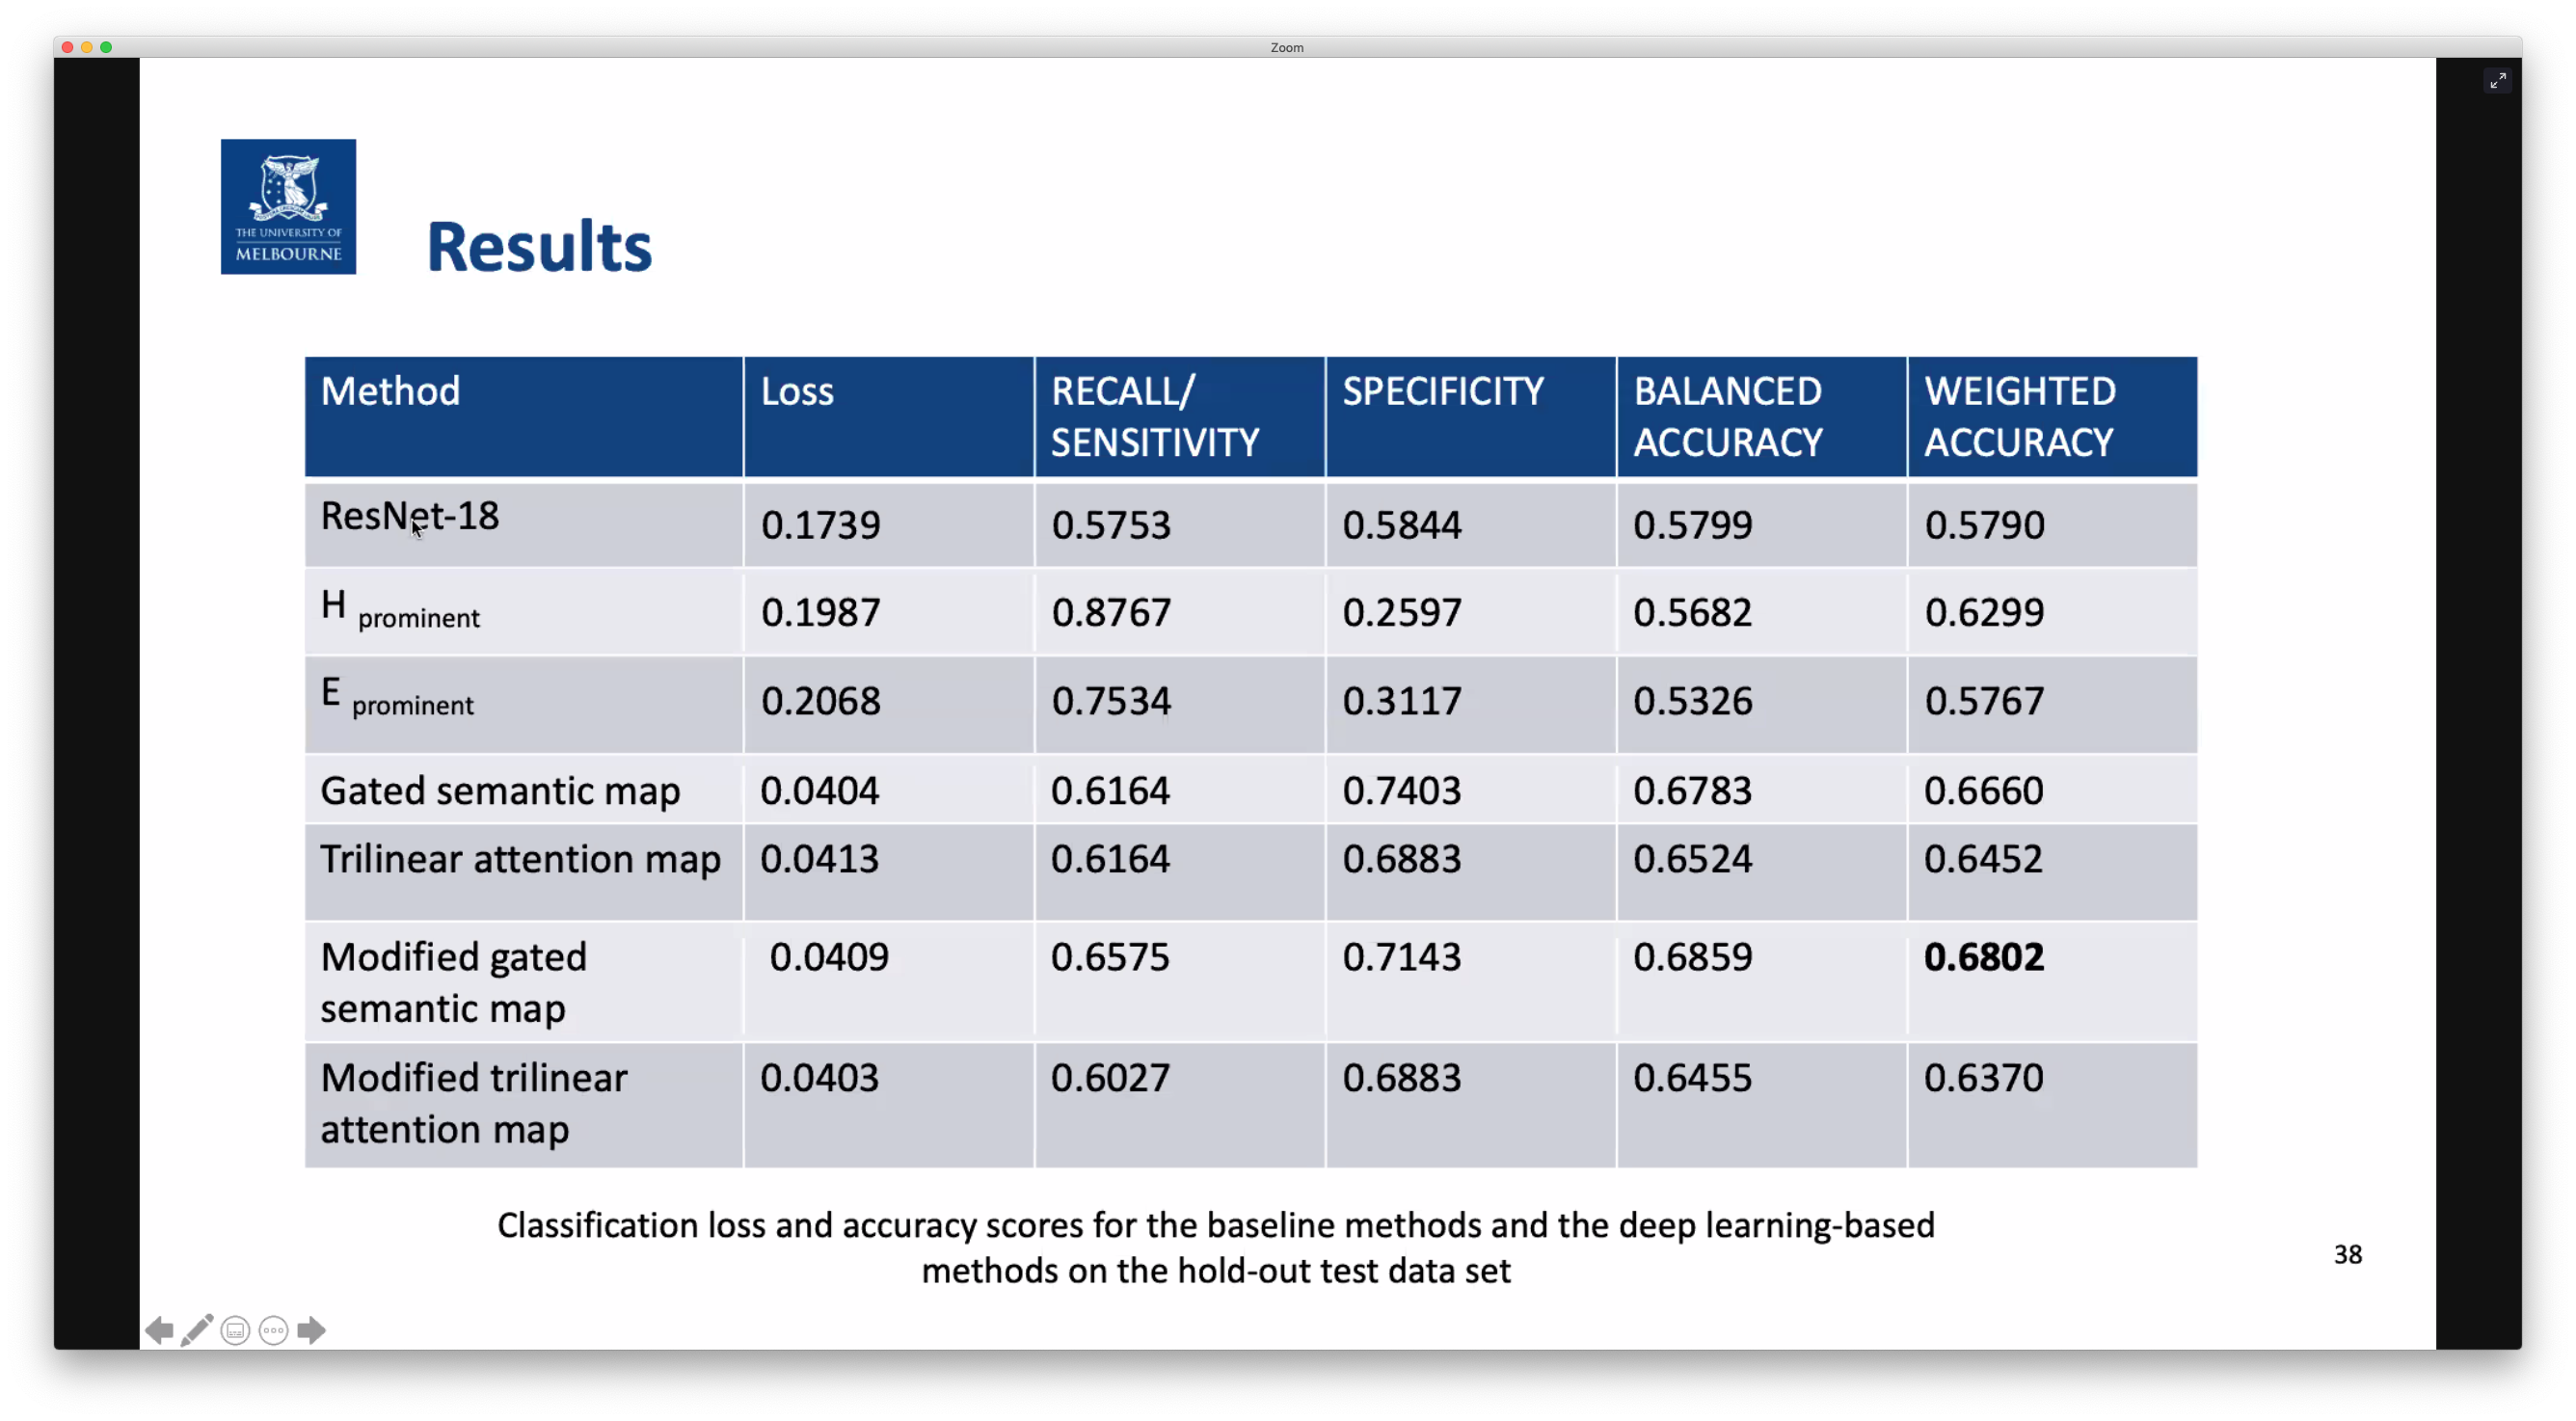 Zoom
THE UNIVERSITY OF
MELBOURNE
Results
Method Loss RECALL/ SENSITIVITY SPECIFICITY BALANCED ACCURACY WEIGHTED ACCURACY
ResNet-18 0.1739 0.5753 0.5844 0.5799 0.5790
H prominent 0.1987 0.8767 0.2597 0.5682 0.6299
E prominent 0.2068 0.7534 0.3117 0.5326 0.5767
Gated semantic map 0.0404 0.6164 0.7403 0.6783 0.6660
Trilinear attention map 0.0413 0.6164 0.6883 0.6524 0.6452
Modified gated semantic map 0.0409 0.6575 0.7143 0.6859 0.6802
Modified trilinear attention map 0.0403 0.6027 0.6883 0.6455 0.6370
Classification loss and accuracy scores for the baseline methods and the deep learning-based
methods on the hold-out test data set
38